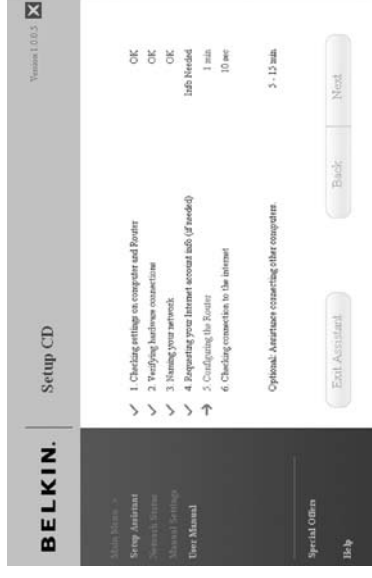 BELKIN. Setup CD Version 1.0.0.5
Main Menu >
Setup Assistant
Network Status
Manual Settings
User Manual
Special Offers
Help
1. Checking settings on computer and Router OK
2. Verifying hardware connections OK
3. Naming your network OK
4. Requesting your Internet account info (if needed) Info Needed
5. Configuring the Router 1 min
6. Checking connection to the internet 10 sec
Optional: Assistance connecting other computers. 5 - 15 min
Exit Assistant Back Next